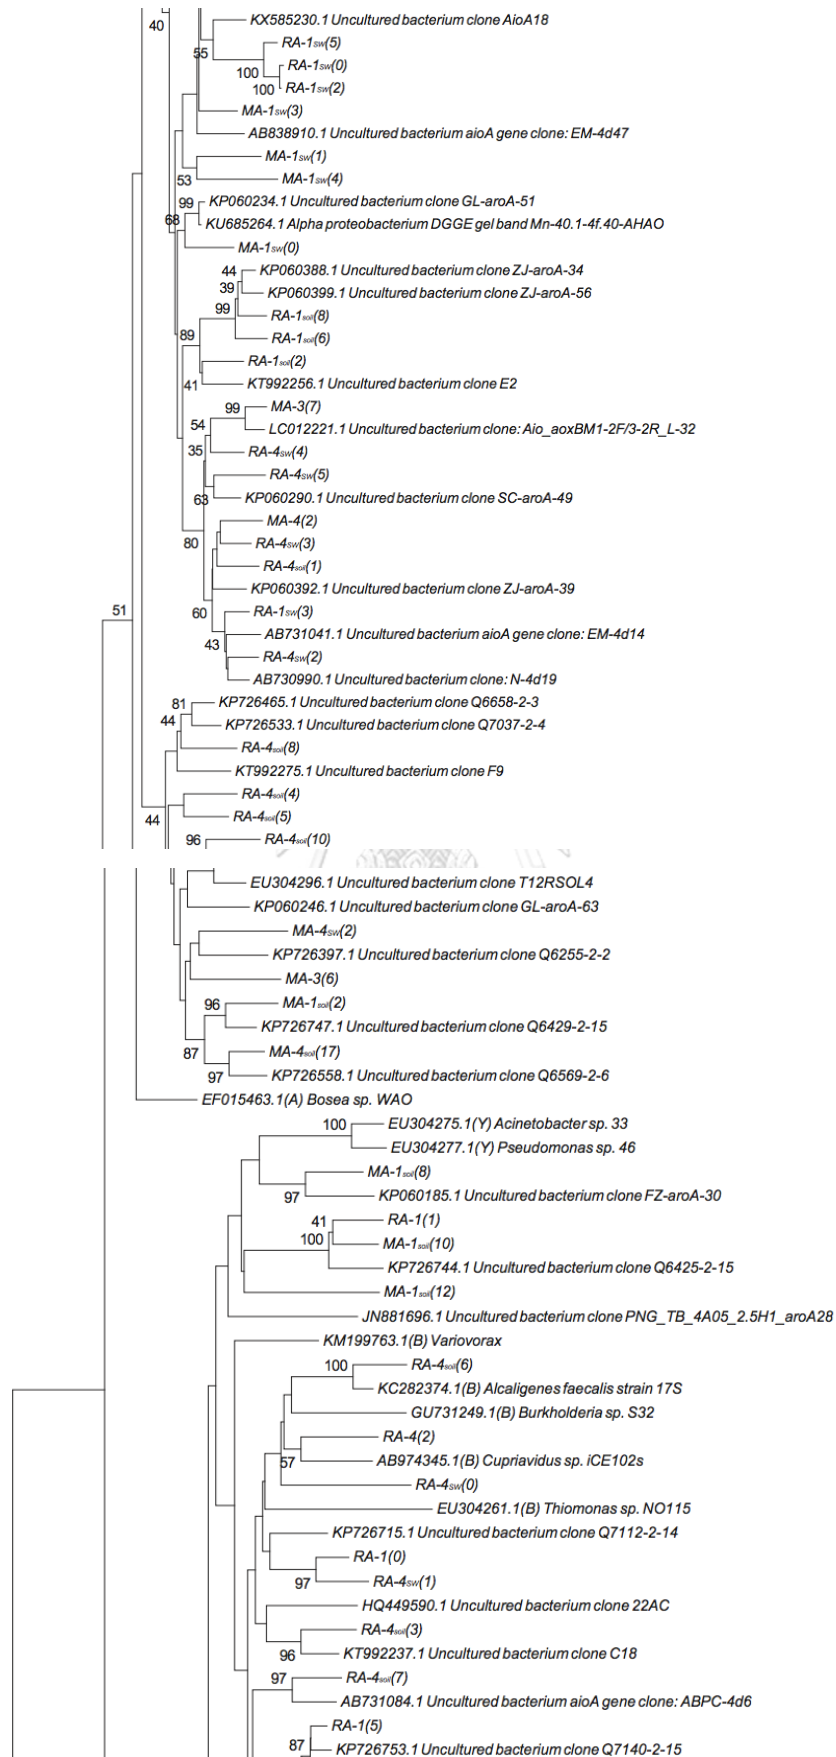 40
KX585230.1 Uncultured bacterium clone AioA18
RA-1sw(5)
55
RA-1sw(0)
100
RA-1sw(2)
100
MA-1sw(3)
AB838910.1 Uncultured bacterium aioA gene clone: EM-4d47
MA-1sw(1)
MA-1sw(4)
53
99
KP060234.1 Uncultured bacterium clone GL-aroA-51
68
KU685264.1 Alpha proteobacterium DGGE gel band Mn-40.1-4f.40-AHAO
MA-1sw(0)
44
KP060388.1 Uncultured bacterium clone ZJ-aroA-34
39
KP060399.1 Uncultured bacterium clone ZJ-aroA-56
99
RA-1soil(8)
89
RA-1soil(6)
RA-1soil(2)
41
KT992256.1 Uncultured bacterium clone E2
99
MA-3(7)
54
LC012221.1 Uncultured bacterium clone: Aio_aoxBM1-2F/3-2R_L-32
35
RA-4sw(4)
RA-4sw(5)
63
KP060290.1 Uncultured bacterium clone SC-aroA-49
MA-4(2)
80
RA-4sw(3)
RA-4soil(1)
KP060392.1 Uncultured bacterium clone ZJ-aroA-39
51
60
RA-1sw(3)
43
AB731041.1 Uncultured bacterium aioA gene clone: EM-4d14
RA-4sw(2)
AB730990.1 Uncultured bacterium clone: N-4d19
81
KP726465.1 Uncultured bacterium clone Q6658-2-3
44
KP726533.1 Uncultured bacterium clone Q7037-2-4
RA-4soil(8)
KT992275.1 Uncultured bacterium clone F9
RA-4soil(4)
44
RA-4soil(5)
96
RA-4soil(10)
EU304296.1 Uncultured bacterium clone T12RSOL4
KP060246.1 Uncultured bacterium clone GL-aroA-63
MA-4sw(2)
KP726397.1 Uncultured bacterium clone Q6255-2-2
MA-3(6)
96
MA-1soil(2)
KP726747.1 Uncultured bacterium clone Q6429-2-15
87
MA-4soil(17)
97
KP726558.1 Uncultured bacterium clone Q6569-2-6
EF015463.1(A) Bosea sp. WAO
100
EU304275.1(Y) Acinetobacter sp. 33
EU304277.1(Y) Pseudomonas sp. 46
MA-1soil(8)
97
KP060185.1 Uncultured bacterium clone FZ-aroA-30
41
RA-1(1)
100
MA-1soil(10)
KP726744.1 Uncultured bacterium clone Q6425-2-15
MA-1soil(12)
JN881696.1 Uncultured bacterium clone PNG_TB_4A05_2.5H1_aroA28
KM199763.1(B) Variovorax
100
RA-4soil(6)
KC282374.1(B) Alcaligenes faecalis strain 17S
GU731249.1(B) Burkholderia sp. S32
RA-4(2)
57
AB974345.1(B) Cupriavidus sp. iCE102s
RA-4sw(0)
EU304261.1(B) Thiomonas sp. NO115
KP726715.1 Uncultured bacterium clone Q7112-2-14
RA-1(0)
97
RA-4sw(1)
HQ449590.1 Uncultured bacterium clone 22AC
RA-4soil(3)
96
KT992237.1 Uncultured bacterium clone C18
97
RA-4soil(7)
AB731084.1 Uncultured bacterium aioA gene clone: ABPC-4d6
RA-1(5)
87
KP726753.1 Uncultured bacterium clone Q7140-2-15